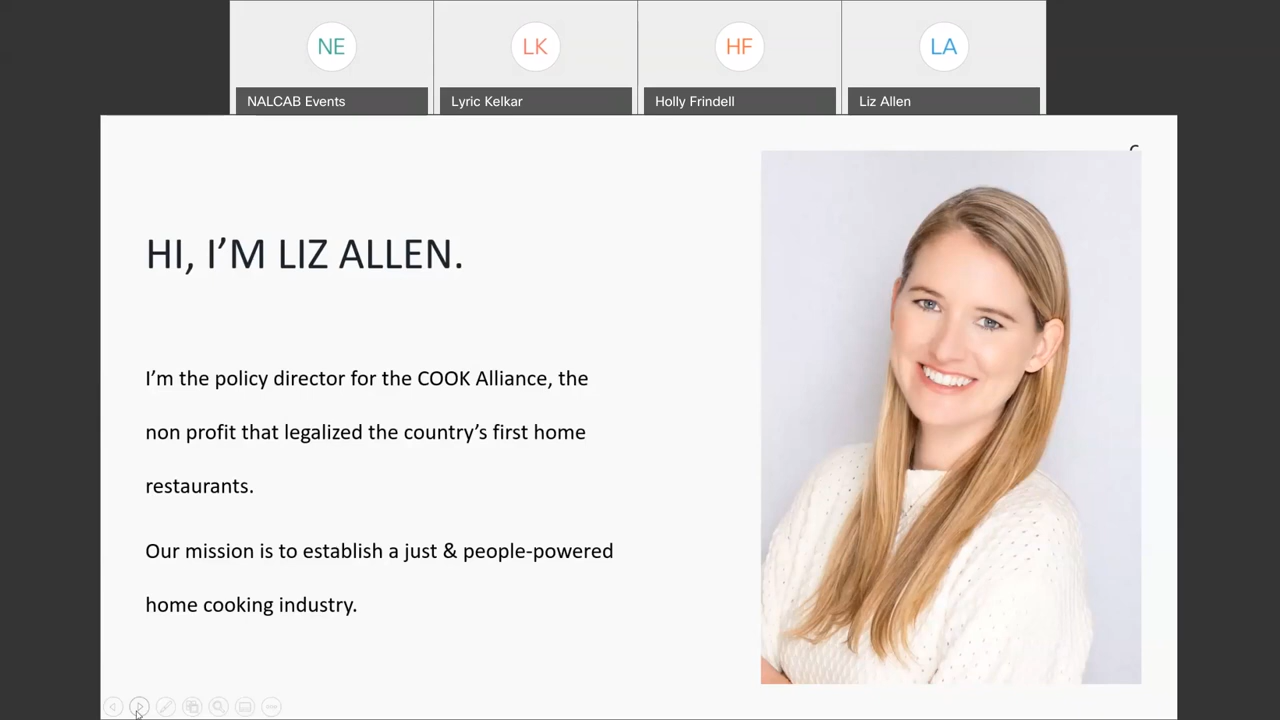 NE
LK
HF
LA
NALCAB Events
Lyric Kelkar
Holly Frindell
Liz Allen
HI, I’M LIZ ALLEN.
I’m the policy director for the COOK Alliance, the
non profit that legalized the country’s first home
restaurants.
Our mission is to establish a just & people-powered
home cooking industry.